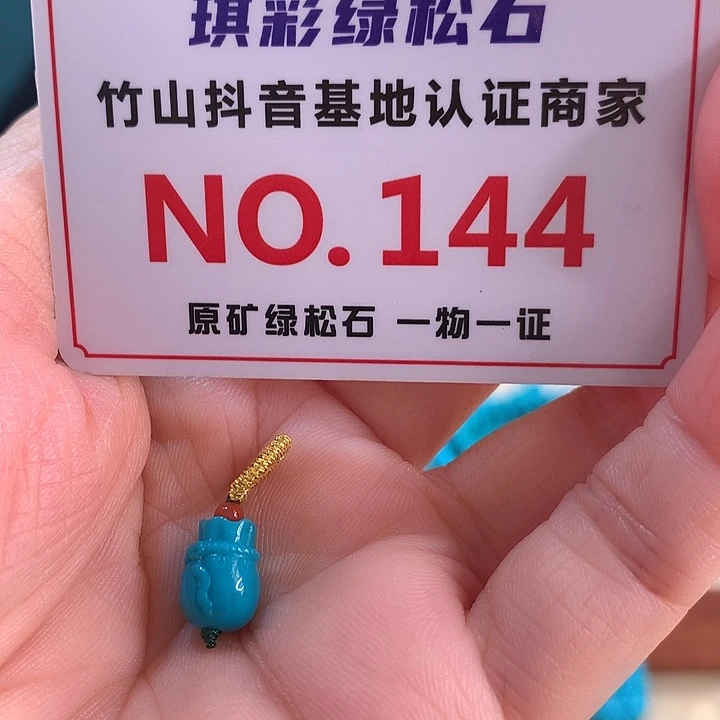 琪彩绿松石
竹山抖音基地认证商家
NO.144
原矿绿松石 一物一证